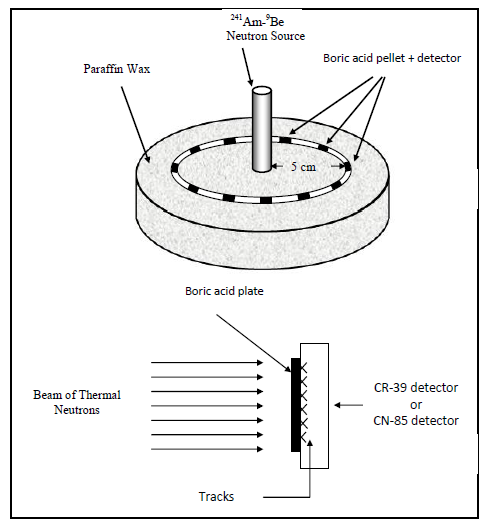 ²⁴¹Am-⁹Be
Neutron Source
Boric acid pellet + detector
Paraffin Wax
5 cm
Boric acid plate
Beam of Thermal
Neutrons
CR-39 detector
or
CN-85 detector
Tracks